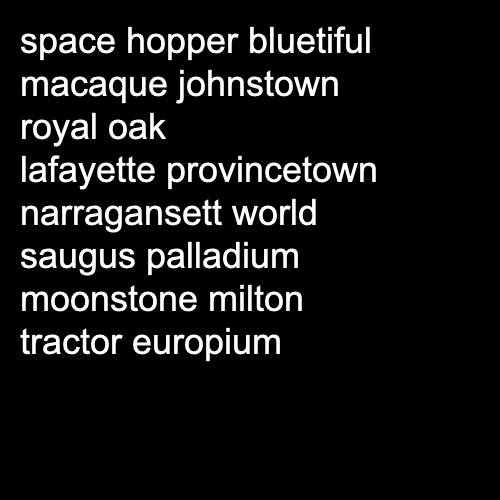 space hopper bluetiful
macaque johnstown
royal oak
lafayette provincetown
narragansett world
saugus palladium
moonstone milton
tractor europium